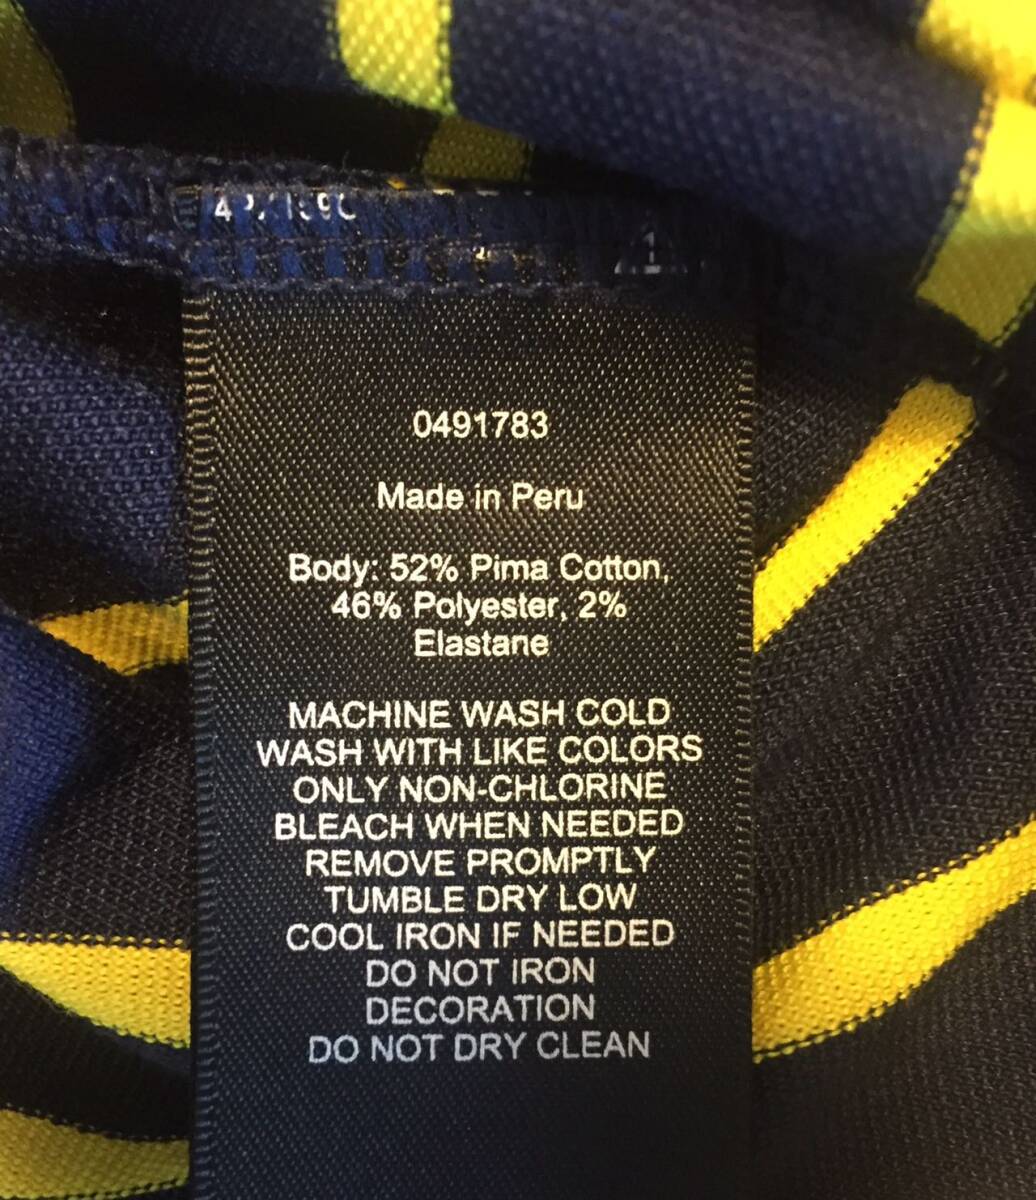 1
0491783
Made in Peru
Body: 52% Pima Cotton,
46% Polyester, 2%
Elastane
MACHINE WASH COLD
WASH WITH LIKE COLORS
ONLY NON-CHLORINE
BLEACH WHEN NEEDED
REMOVE PROMPTLY
TUMBLE DRY LOW
COOL IRON IF NEEDED
DO NOT IRON
DECORATION
DO NOT DRY CLEAN